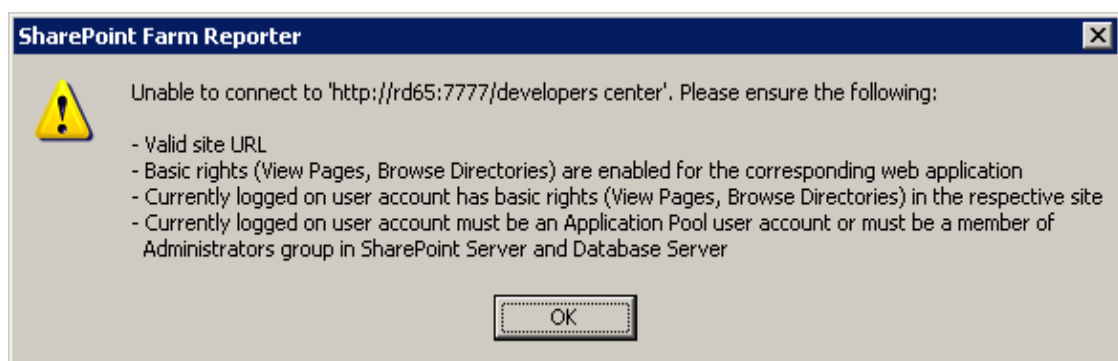 SharePoint Farm Reporter
Unable to connect to 'http://rd65:7777/developers center'. Please ensure the following:
- Valid site URL
- Basic rights (View Pages, Browse Directories) are enabled for the corresponding web application
- Currently logged on user account has basic rights (View Pages, Browse Directories) in the respective site
- Currently logged on user account must be an Application Pool user account or must be a member of
Administrators group in SharePoint Server and Database Server
OK